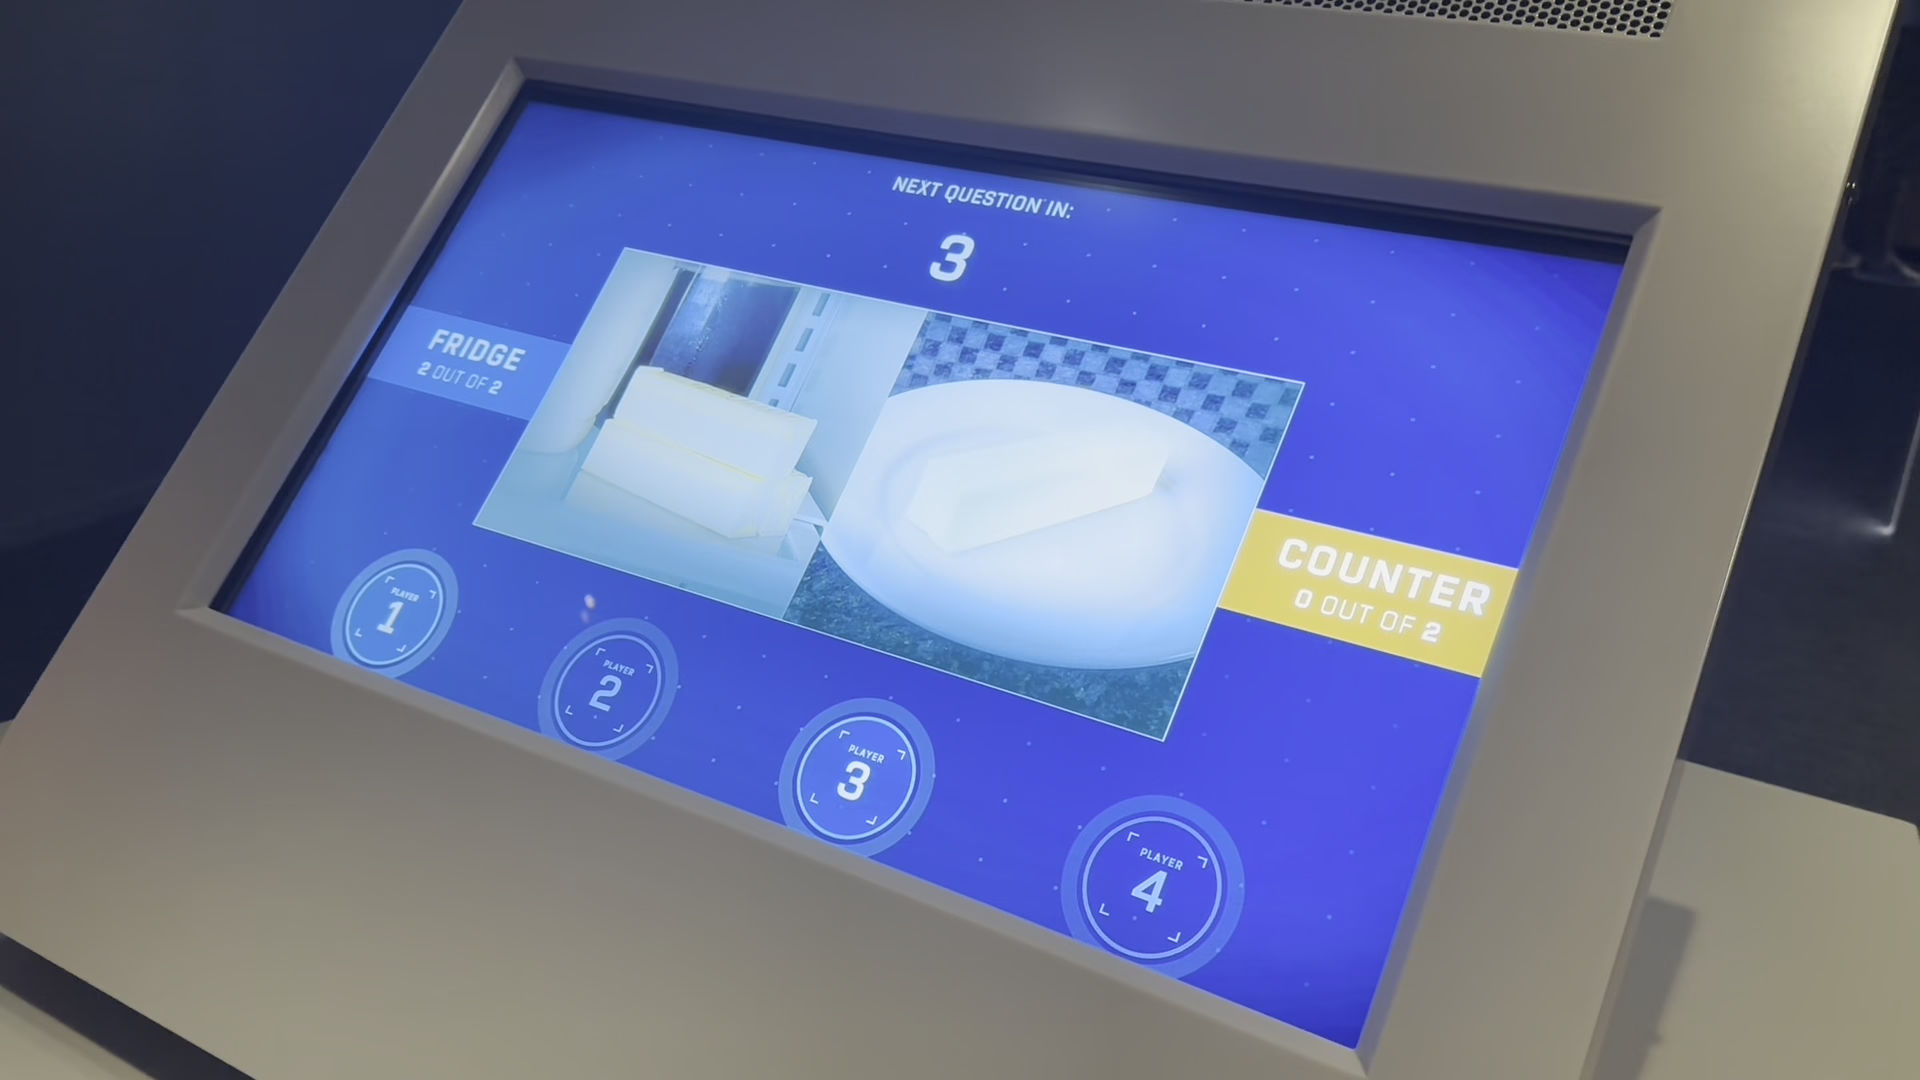 NEXT QUESTION IN:
3
FRIDGE
2 OUT OF 2
COUNTER
0 OUT OF 2
PLAYER
1
PLAYER
2
PLAYER
3
PLAYER
4